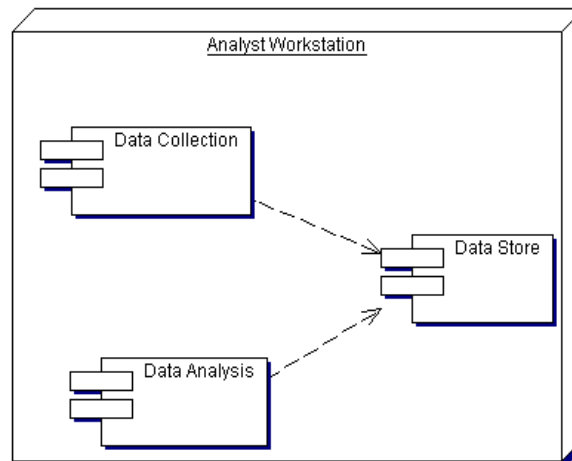 Analyst Workstation
Data Collection
Data Store
Data Analysis